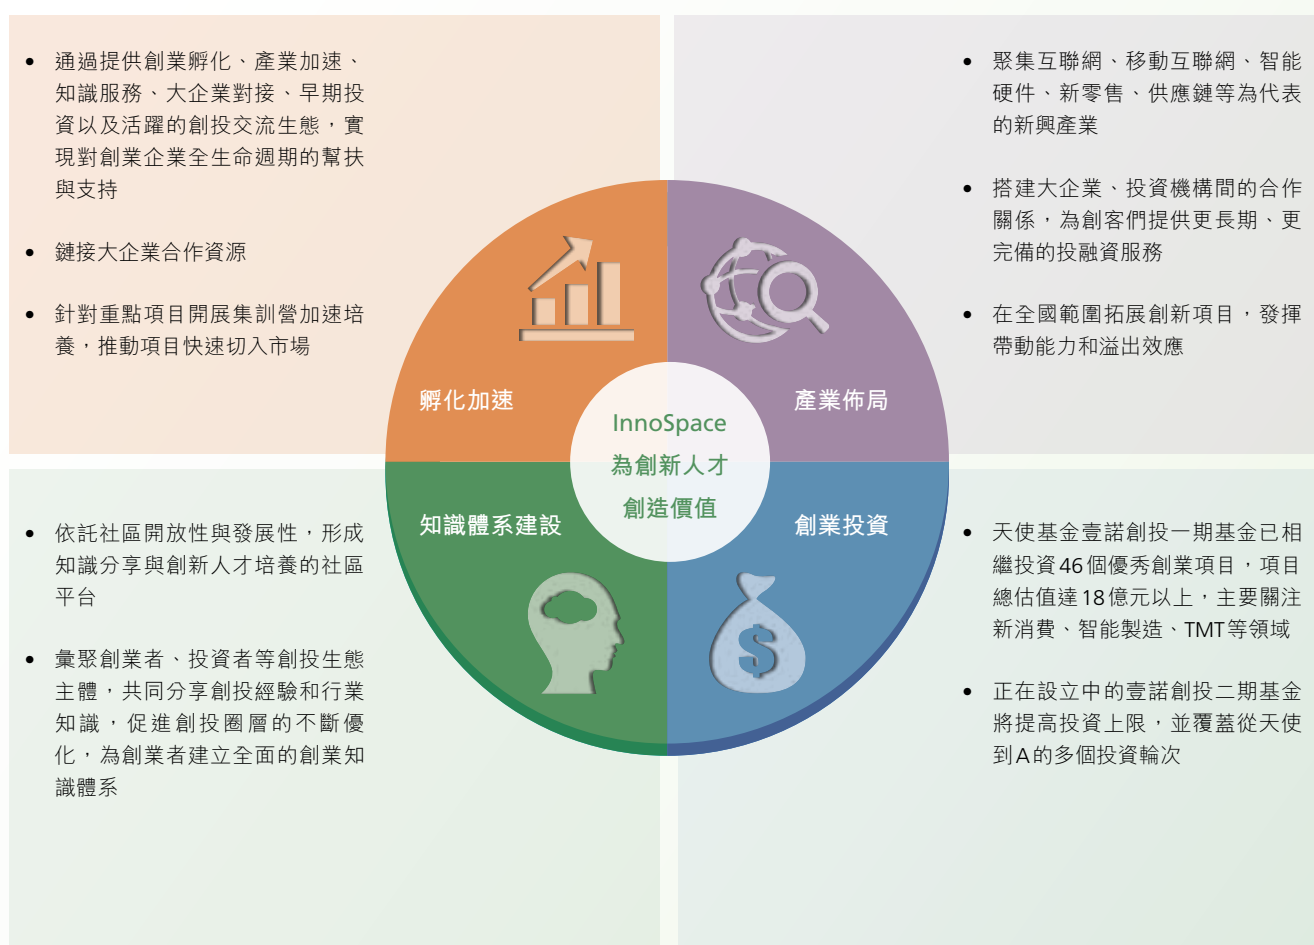 • 通過提供創業孵化、產業加速、
知識服務、大企業對接、早期投
資以及活躍的創投交流生態，實
現對創業企業全生命週期的幫扶
與支持
• 鏈接大企業合作資源
• 針對重點項目開展集訓營加速培
養，推動項目快速切入市場
• 聚集互聯網、移動互聯網、智能
硬件、新零售、供應鏈等為代表
的新興產業
• 搭建大企業、投資機構間的合作
關係，為創客們提供更長期、更
完備的投融資服務
• 在全國範圍拓展創新項目，發揮
帶動能力和溢出效應
孵化加速
產業佈局
InnoSpace
為創新人才
創造價值
知識體系建設
創業投資
$
• 依託社區開放性與發展性，形成
知識分享與創新人才培養的社區
平台
• 彙聚創業者、投資者等創投生態
主體，共同分享創投經驗和行業
知識，促進創投圈層的不斷優
化，為創業者建立全面的創業知
識體系
• 天使基金壹諾創投一期基金已相
繼投資46個優秀創業項目，項目
總估值達18億元以上，主要關注
新消費、智能製造、TMT等領域
• 正在設立中的壹諾創投二期基金
將提高投資上限，並覆蓋從天使
到A的多個投資輪次